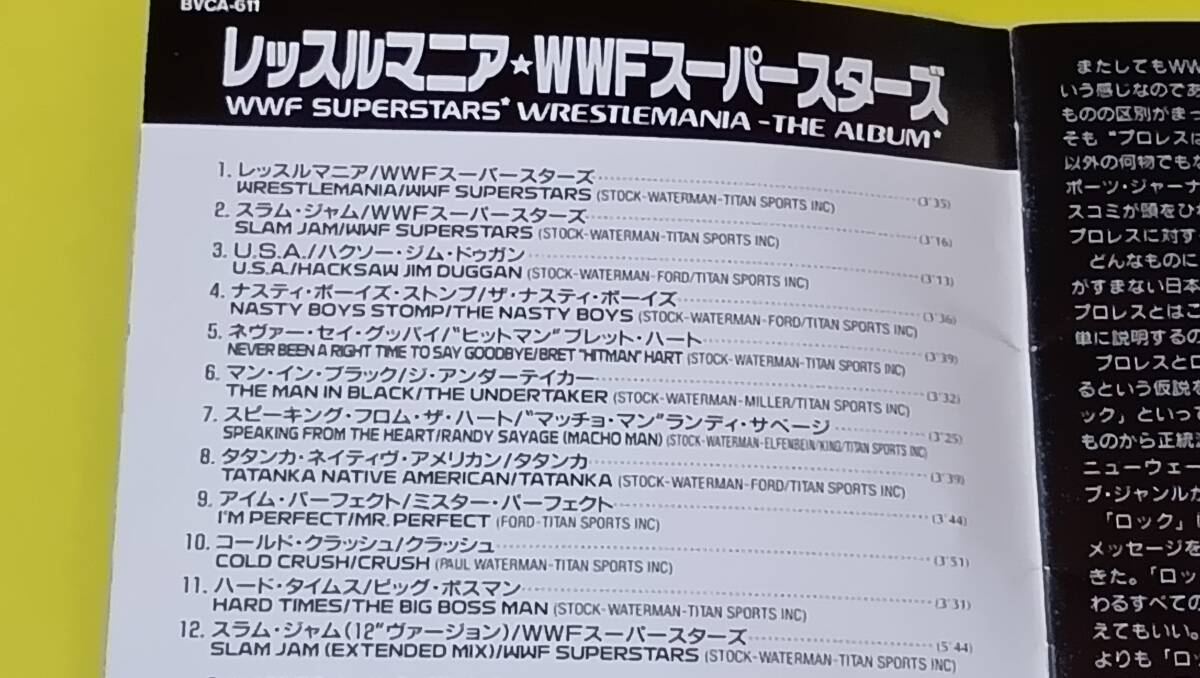 BVCA-611
レッスルマニア★WWFスーパースターズ
WWF SUPERSTARS* WRESTLEMANIA -THE ALBUM*
1. レッスルマニア/WWFスーパースターズ
WRESTLEMANIA/WWF SUPERSTARS (STOCK-WATERMAN-TITAN SPORTS INC) (3'35)
2. スラム・ジャム/WWFスーパースターズ
SLAM JAM/WWF SUPERSTARS (STOCK-WATERMAN-TITAN SPORTS INC) (3'16)
3. U.S.A./ハクソー・ジム・ドゥガン
U.S.A./HACKSAW JIM DUGGAN (STOCK-WATERMAN-FORD/TITAN SPORTS INC) (3'13)
4. ナスティ・ボーイズ・ストンプ/ザ・ナスティ・ボーイズ
NASTY BOYS STOMP/THE NASTY BOYS (STOCK-WATERMAN-FORD/TITAN SPORTS INC) (3'36)
5. ネヴァー・セイ・グッバイ/"ヒットマン"ブレット・ハート
NEVER BEEN A RIGHT TIME TO SAY GOODBYE/BRET "HITMAN" HART (STOCK-WATERMAN-TITAN SPORTS INC) (3'39)
6. マン・イン・ブラック/ジ・アンダーテイカー
THE MAN IN BLACK/THE UNDERTAKER (STOCK-WATERMAN-MILLER/TITAN SPORTS INC) (3'32)
7. スピーキング・フロム・ザ・ハート/"マッチョ・マン"ランディ・サベージ
SPEAKING FROM THE HEART/RANDY SAYAGE (MACHO MAN) (STOCK-WATERMAN-ELFENBEIN/KING/TITAN SPORTS INC) (3'25)
8. タタンカ・ネイティヴ・アメリカン/タタンカ
TATANKA NATIVE AMERICAN/TATANKA (STOCK-WATERMAN-FORD/TITAN SPORTS INC) (3'39)
9. アイム・パーフェクト/ミスター・パーフェクト
I'M PERFECT/MR. PERFECT (FORD-TITAN SPORTS INC) (3'44)
10. コールド・クラッシュ/クラッシュ
COLD CRUSH/CRUSH (PAUL WATERMAN-TITAN SPORTS INC) (3'51)
11. ハード・タイムス/ビッグ・ボスマン
HARD TIMES/THE BIG BOSS MAN (STOCK-WATERMAN-TITAN SPORTS INC) (3'31)
12. スラム・ジャム(12"ヴァージョン)/WWFスーパースターズ
SLAM JAM (EXTENDED MIX)/WWF SUPERSTARS (STOCK-WATERMAN-TITAN SPORTS INC) (5'44)
またしてもWW
いう感じなのであ
ものの区別がまっ
そも"プロレスは
以外の何物でもな
ポーツ・ジャーナ
スコミが頭をひ
プロレスに対す
どんなものに
がすまない日本
プロレスとはこ
単に説明するの
プロレスとロ
るという仮説を
ック」といっ
ものから正統
ニューウェー
ブ・ジャンル
「ロック」
メッセージを
きた。「ロッ
わるすべての
えてもいい。
よりも「ロ